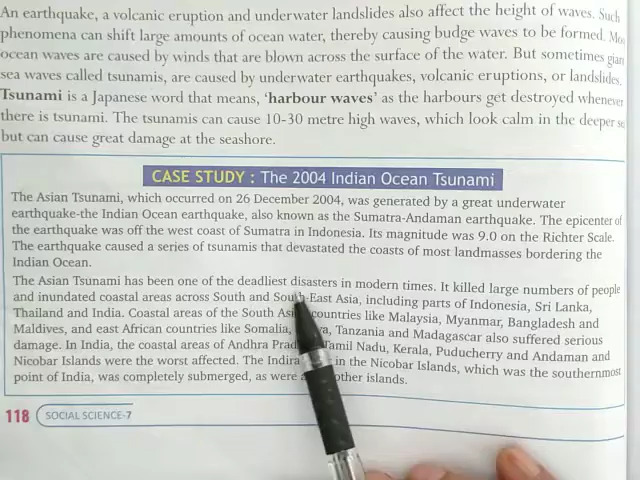 An earthquake, a volcanic eruption and underwater landslides also affect the height of waves. Such
phenomena can shift large amounts of ocean water, thereby causing budge waves to be formed.
ocean waves are caused by winds that are blown across the surface of the water. But sometimes
sea waves called tsunamis, are caused by underwater earthquakes, volcanic eruptions, or landslides.
Tsunami is a Japanese word that means, 'harbour waves' as the harbours get destroyed whenever
there is tsunami. The tsunamis can cause 10-30 metre high waves, which look calm in the deeper
but can cause great damage at the seashore.
CASE STUDY : The 2004 Indian Ocean Tsunami
The Asian Tsunami, which occurred on 26 December 2004, was generated by a great underwater
earthquake-the Indian Ocean earthquake, also known as the Sumatra-Andaman earthquake. The epicenter of
the earthquake was off the west coast of Sumatra in Indonesia. Its magnitude was 9.0 on the Richter Scale.
The earthquake caused a series of tsunamis that devastated the coasts of most landmasses bordering the
Indian Ocean.
The Asian Tsunami has been one of the deadliest disasters in modern times. It killed large numbers of people
and inundated coastal areas across South and South-East Asia, including parts of Indonesia, Sri Lanka,
Thailand and India. Coastal areas of the South countries like Malaysia, Myanmar, Bangladesh and
Maldives, and east African countries like Somalia, Tanzania and Madagascar also suffered serious
damage. In India, the coastal areas of Andhra Tamil Nadu, Kerala, Puducherry and Andaman and
Nicobar Islands were the worst affected. The Indira in the Nicobar Islands, which was the southernmost
point of India, was completely submerged, as were other islands.
118 SOCIAL SCIENCE-7